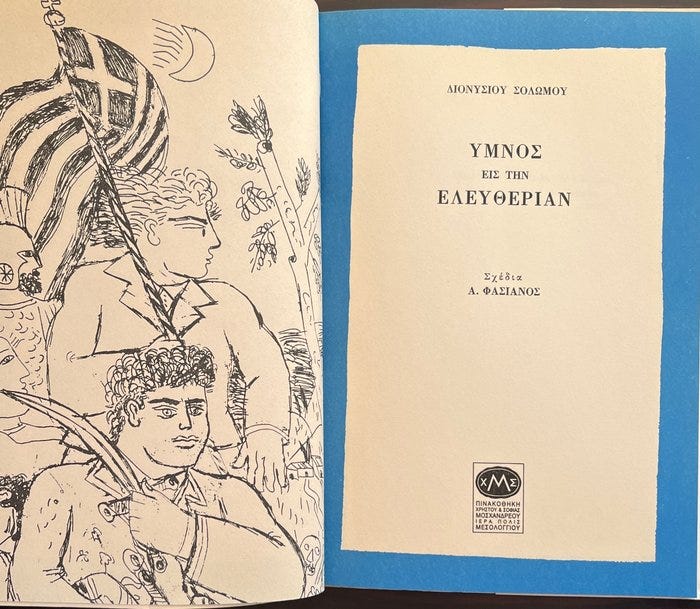 ΔΙΟΝΥΣΙΟΥ ΣΟΛΩΜΟΥ
ΥΜΝΟΣ
ΕΙΣ ΤΗΝ
ΕΛΕΥΘΕΡΙΑΝ
Σχέδια
Α. ΦΑΣΙΑΝΟΣ
ΧΜΣ
ΠΙΝΑΚΟΘΗΚΗ
ΧΡΗΣΤΟΥ & ΣΟΦΙΑΣ
ΜΟΣΧΑΝΔΡΕΟΥ
ΙΕΡΑ ΠΟΛΙΣ
ΜΕΣΟΛΟΓΓΙΟΥ